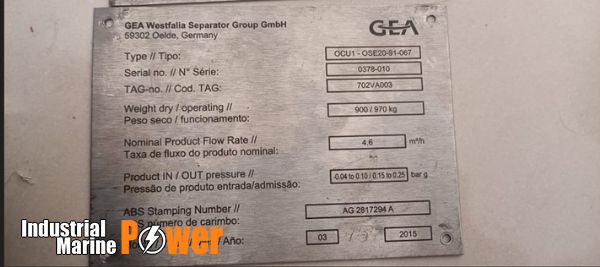 GEA Westfalia Separator Group GmbH
59302 Oelde, Germany
GEA
Type // Tipo:
OCU1 - OSE20-91-067
Serial no. // N° Série:
0378-010
TAG-no. // Cod. TAG:
702VA003
Weight dry / operating //
Peso seco / funcionamento:
900 / 970 kg
Nominal Product Flow Rate //
Taxa de fluxo do produto nominal:
4,6 m³/h
Product IN / OUT pressure //
Pressão de produto entrada/admissão:
-0.04 to 0.10 / 0.15 to 0.25 bar g
ABS Stamping Number //
número de carimbo:
AG 2817294 A
/ Ano:
03 / 2015
Industrial
Marine
Power